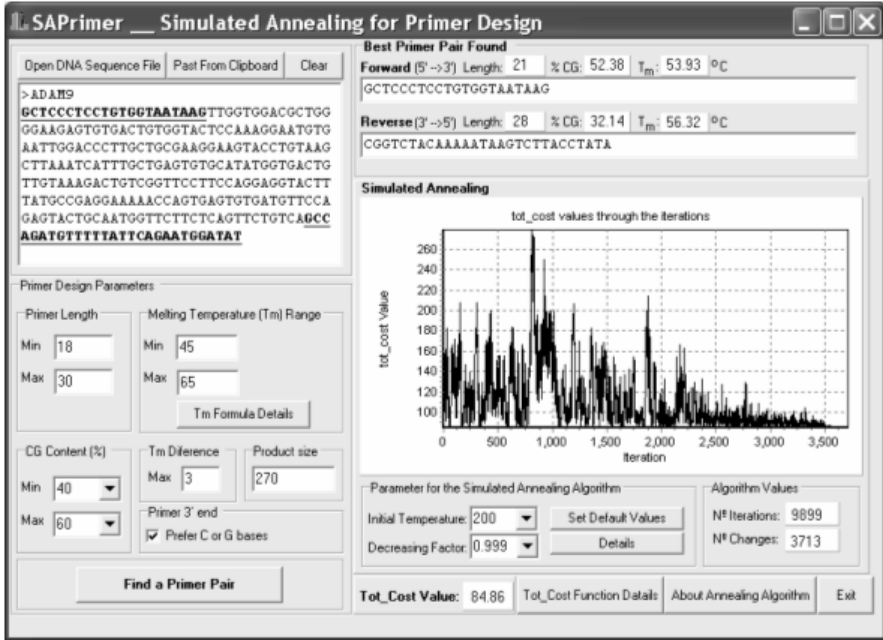 SAPrimer __ Simulated Annealing for Primer Design
Open DNA Sequence File Past From Clipboard Clear
>ADAM9
GCTCCCTCCTGTGGTAATAAGTTGGTGGACGCTGG
GGAAGAGTGTGACTGTGGTACTCCAAAGGAATGTG
AATTGGACCCTTGCTGCGAAGGAAGTACCTGTAAG
CTTAAATCATTTGCTGAGTGTGCATATGGTGACTG
TTGTAAAGACTGTCGGTTCCTTCCAGGAGGTACTT
TATGCCGAGGAAAAACCAGTGAGTGTGATGTTCCA
GAGTACTGCAATGGTTCTTCTCAGTTCTGTCAGCC
AGATGTTTTTATTCAGAATGGATAT
Best Primer Pair Found
Forward (5' -->3') Length: 21 % CG: 52.38 Tm: 53.93 ºC
GCTCCCTCCTGTGGTAATAAG
Reverse (3' -->5') Length: 28 % CG: 32.14 Tm: 56.32 ºC
CGGTCTACAAAAATAAGTCTTACCTATA
Primer Design Parameters
Primer Length
Min 18
Max 30
Melting Temperature (Tm) Range
Min 45
Max 65
Tm Formula Details
CG Content (%)
Min 40
Max 60
Tm Diference
Max 3
Product size
270
Primer 3' end
Prefer C or G bases
Find a Primer Pair
Simulated Annealing
tot_cost values through the iterations
tot_cost Value
260
240
220
200
180
160
140
120
100
0 500 1,000 1,500 2,000 2,500 3,000 3,500
Iteration
Parameter for the Simulated Annealing Algorithm
Initial Temperature: 200 Set Default Values
Decreasing Factor: 0.999 Details
Algorithm Values
Nº Iterations: 9899
Nº Changes: 3713
Tot_Cost Value: 84.86 Tot_Cost Function Datails About Annealing Algorithm Exit